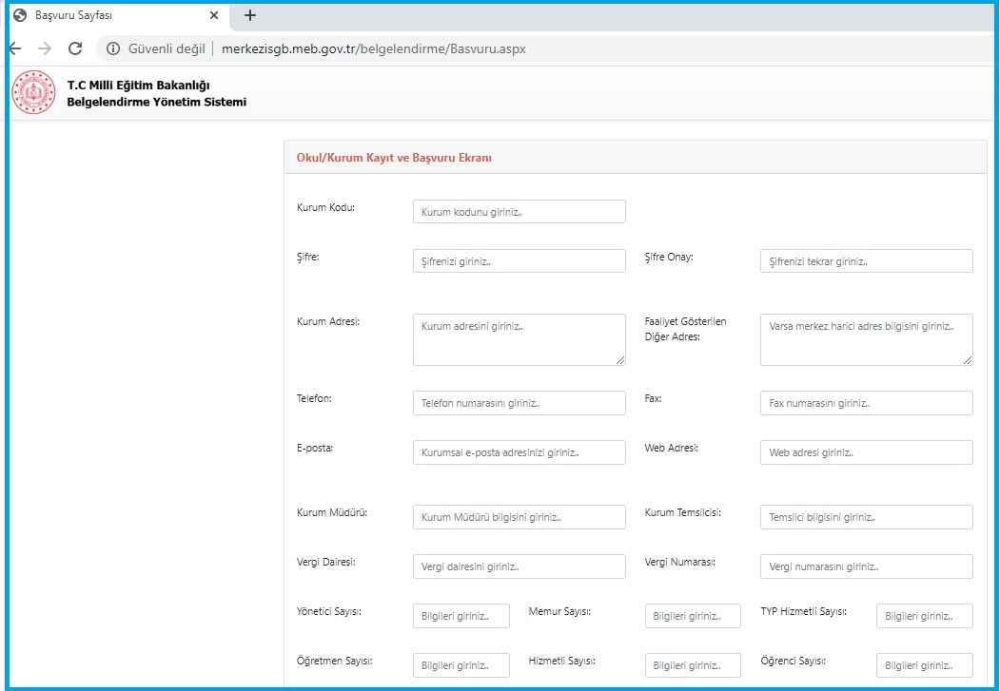 Başvuru Sayfası
Güvenli değil | merkezisgb.meb.gov.tr/belgelendirme/Basvuru.aspx
T.C Milli Eğitim Bakanlığı
Belgelendirme Yönetim Sistemi
Okul/Kurum Kayıt ve Başvuru Ekranı
Kurum Kodu: Kurum kodunu giriniz..
Şifre: Şifrenizi giriniz.. Şifre Onay: Şifrenizi tekrar giriniz..
Kurum Adresi: Kurum adresini giriniz.. Faaliyet Gösterilen Varsa merkez harici adres bilgisini giriniz..
Diğer Adres:
Telefon: Telefon numarasını giriniz.. Fax: Fax numarasını giriniz..
E-posta: Kurumsal e-posta adresinizi giriniz.. Web Adresi: Web adresi giriniz..
Kurum Müdürü: Kurum Müdürü bilgisini giriniz.. Kurum Temsilcisi: Temsilci bilgisini giriniz..
Vergi Dairesi: Vergi dairesini giriniz.. Vergi Numarası: Vergi numarasını giriniz..
Yönetici Sayısı: Bilgileri giriniz.. Memur Sayısı: Bilgileri giriniz.. TYP Hizmetli Sayısı: Bilgileri giriniz..
Öğretmen Sayısı: Bilgileri giriniz.. Hizmetli Sayısı: Bilgileri giriniz.. Öğrenci Sayısı: Bilgileri giriniz..